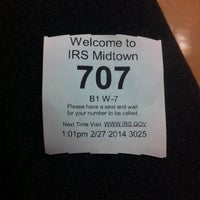 Welcome to
IRS Midtown
707
B1 W-7
Please have a seat and wait
for your number to be called.
Next Time Visit WWW.IRS.GOV
1:01pm 2/27 2014 3025